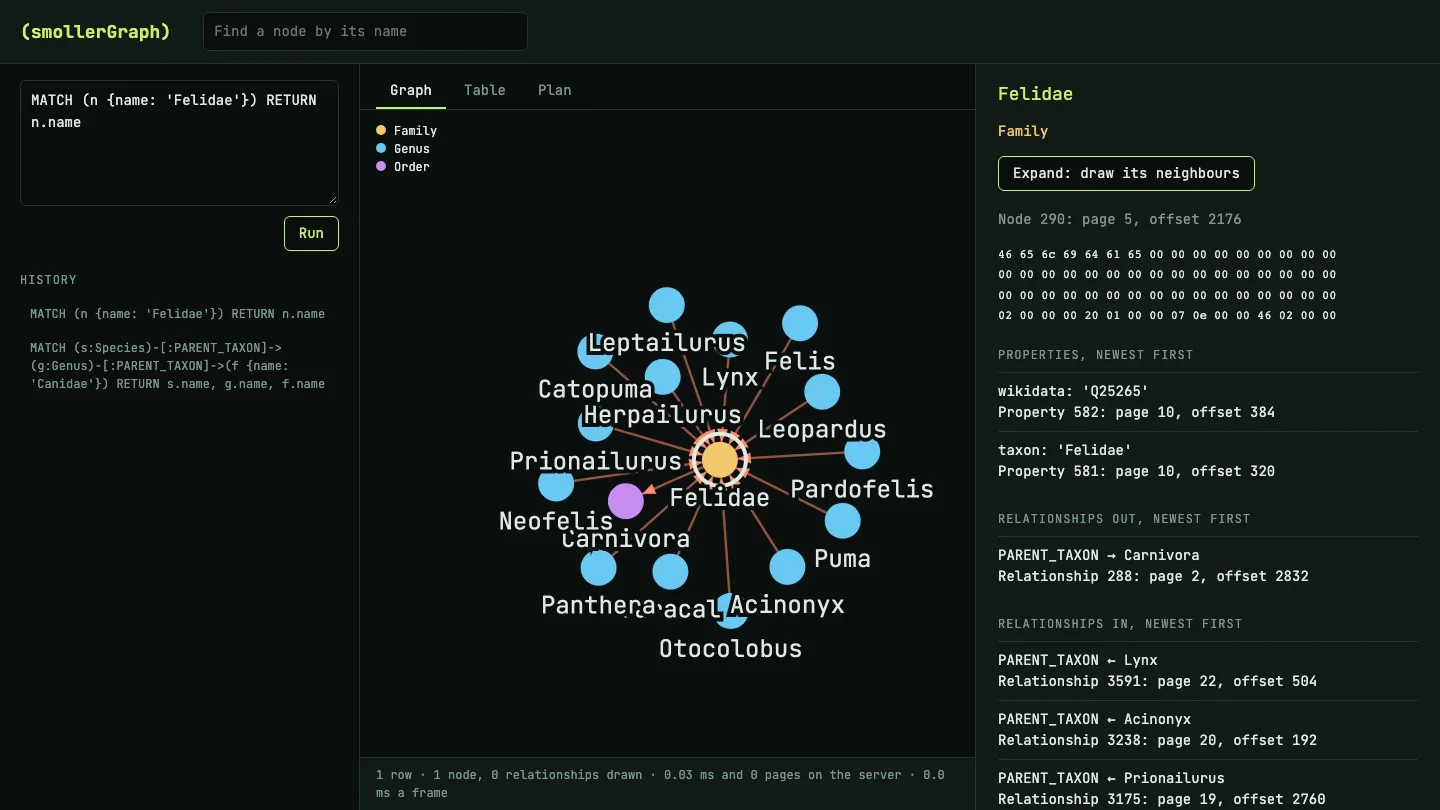 (smollerGraph)
Find a node by its name
MATCH (n {name: 'Felidae'}) RETURN
n.name
Run
HISTORY
MATCH (n {name: 'Felidae'}) RETURN n.name
MATCH (s:Species)-[:PARENT_TAXON]->
(g:Genus)-[:PARENT_TAXON]->(f {name:
'Canidae'}) RETURN s.name, g.name, f.name
Graph
Table
Plan
Family
Genus
Order
Leptailurus
Felis
Lynx
Catopuma
Herpailurus
Leopardus
Prionailurus
Pardofelis
Felidae
Neofelis
Carnivora
Puma
Panthera
Acinonyx
Otocolobus
1 row · 1 node, 0 relationships drawn · 0.03 ms and 0 pages on the server · 0.0
ms a frame
Felidae
Family
Expand: draw its neighbours
Node 290: page 5, offset 2176
46 65 6c 69 64 61 65 00 00 00 00 00 00 00 00 00
00 00 00 00 00 00 00 00 00 00 00 00 00 00 00 00
00 00 00 00 00 00 00 00 00 00 00 00 00 00 00 00
02 00 00 00 20 01 00 00 07 0e 00 00 46 02 00 00
PROPERTIES, NEWEST FIRST
wikidata: 'Q25265'
Property 582: page 10, offset 384
taxon: 'Felidae'
Property 581: page 10, offset 320
RELATIONSHIPS OUT, NEWEST FIRST
PARENT_TAXON → Carnivora
Relationship 288: page 2, offset 2832
RELATIONSHIPS IN, NEWEST FIRST
PARENT_TAXON ← Lynx
Relationship 3591: page 22, offset 504
PARENT_TAXON ← Acinonyx
Relationship 3238: page 20, offset 192
PARENT_TAXON ← Prionailurus
Relationship 3175: page 19, offset 2760